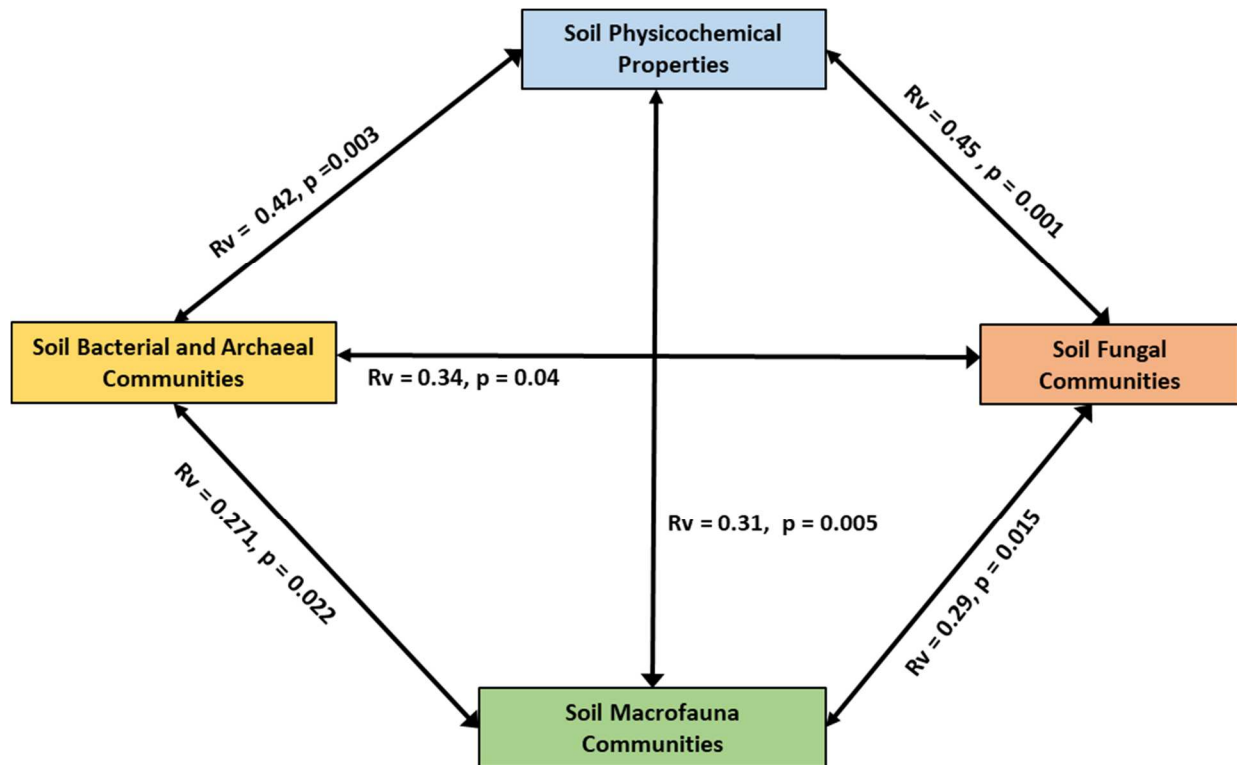 Soil Physicochemical
Properties
Rv = 0.42, p =0.003
Rv = 0.45 , p = 0.001
Soil Bacterial and Archaeal
Communities
Soil Fungal
Communities
Rv = 0.34, p = 0.04
Rv = 0.31, p = 0.005
Rv = 0.271, p = 0.022
Rv = 0.29, p = 0.015
Soil Macrofauna
Communities